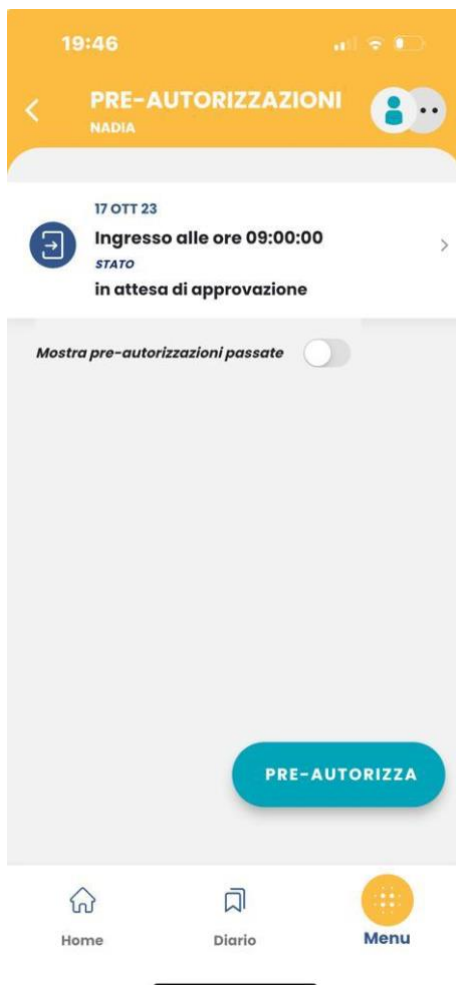 19:46
PRE-AUTORIZZAZIONI
NADIA
17 OTT 23
Ingresso alle ore 09:00:00
STATO
in attesa di approvazione
Mostra pre-autorizzazioni passate
PRE-AUTORIZZA
Home
Diario
Menu